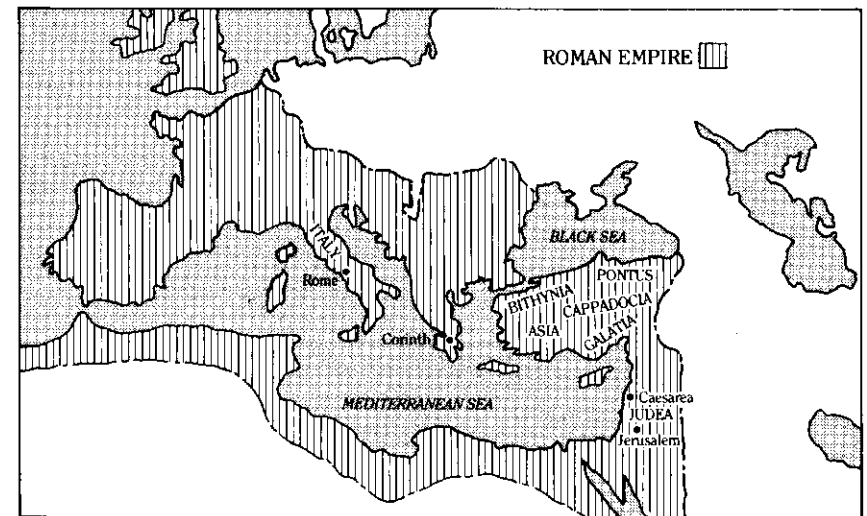 ROMAN EMPIRE
BLACK SEA
ITALY
PONTUS
Rome
BITHYNIA
CAPPADOCIA
ASIA
GALATIA
Corinth
MEDITERRANEAN SEA
Caesarea
JUDEA
Jerusalem